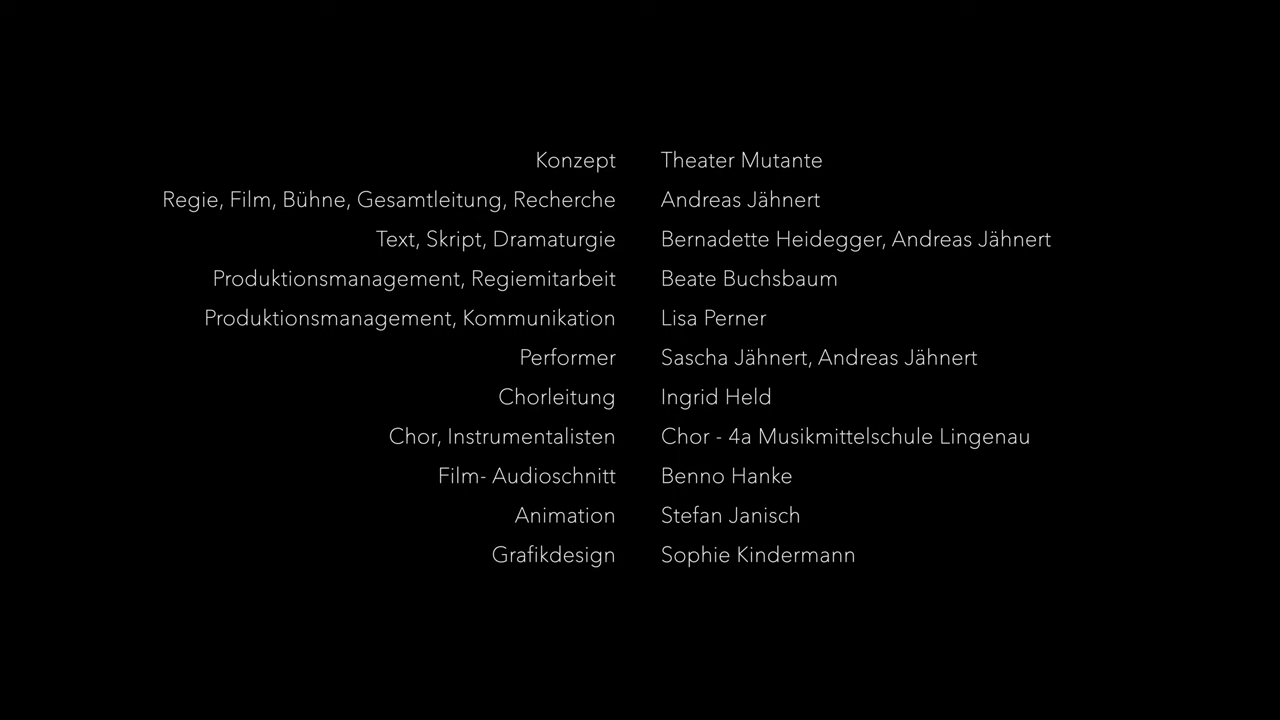 Konzept Theater Mutante
Regie, Film, Bühne, Gesamtleitung, Recherche Andreas Jähnert
Text, Skript, Dramaturgie Bernadette Heidegger, Andreas Jähnert
Produktionsmanagement, Regiemitarbeit Beate Buchsbaum
Produktionsmanagement, Kommunikation Lisa Perner
Performer Sascha Jähnert, Andreas Jähnert
Chorleitung Ingrid Held
Chor, Instrumentalisten Chor - 4a Musikmittelschule Lingenau
Film- Audioschnitt Benno Hanke
Animation Stefan Janisch
Grafikdesign Sophie Kindermann